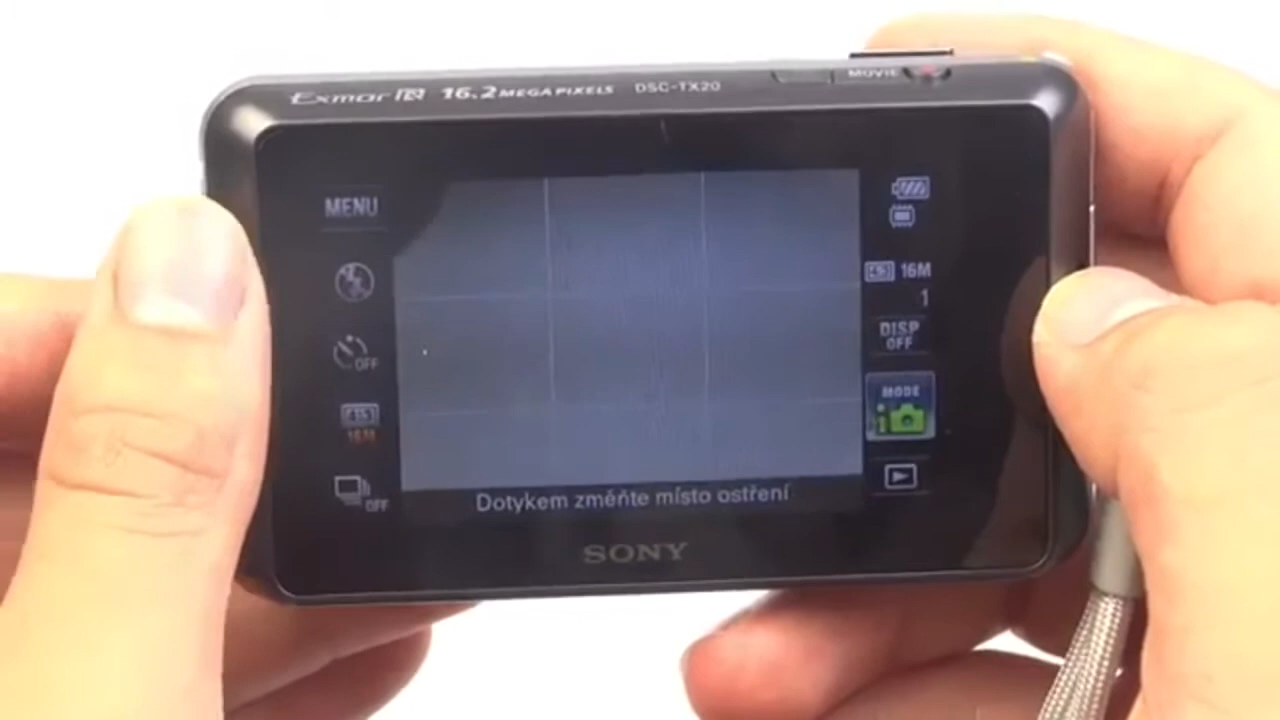 Exmor R 16.2 MEGA PIXELS DSC-TX20 MOVIE
MENU
16M
1
OFF
DISP
OFF
16M
MODE
i
OFF
Dotykem změňte místo ostření
SONY